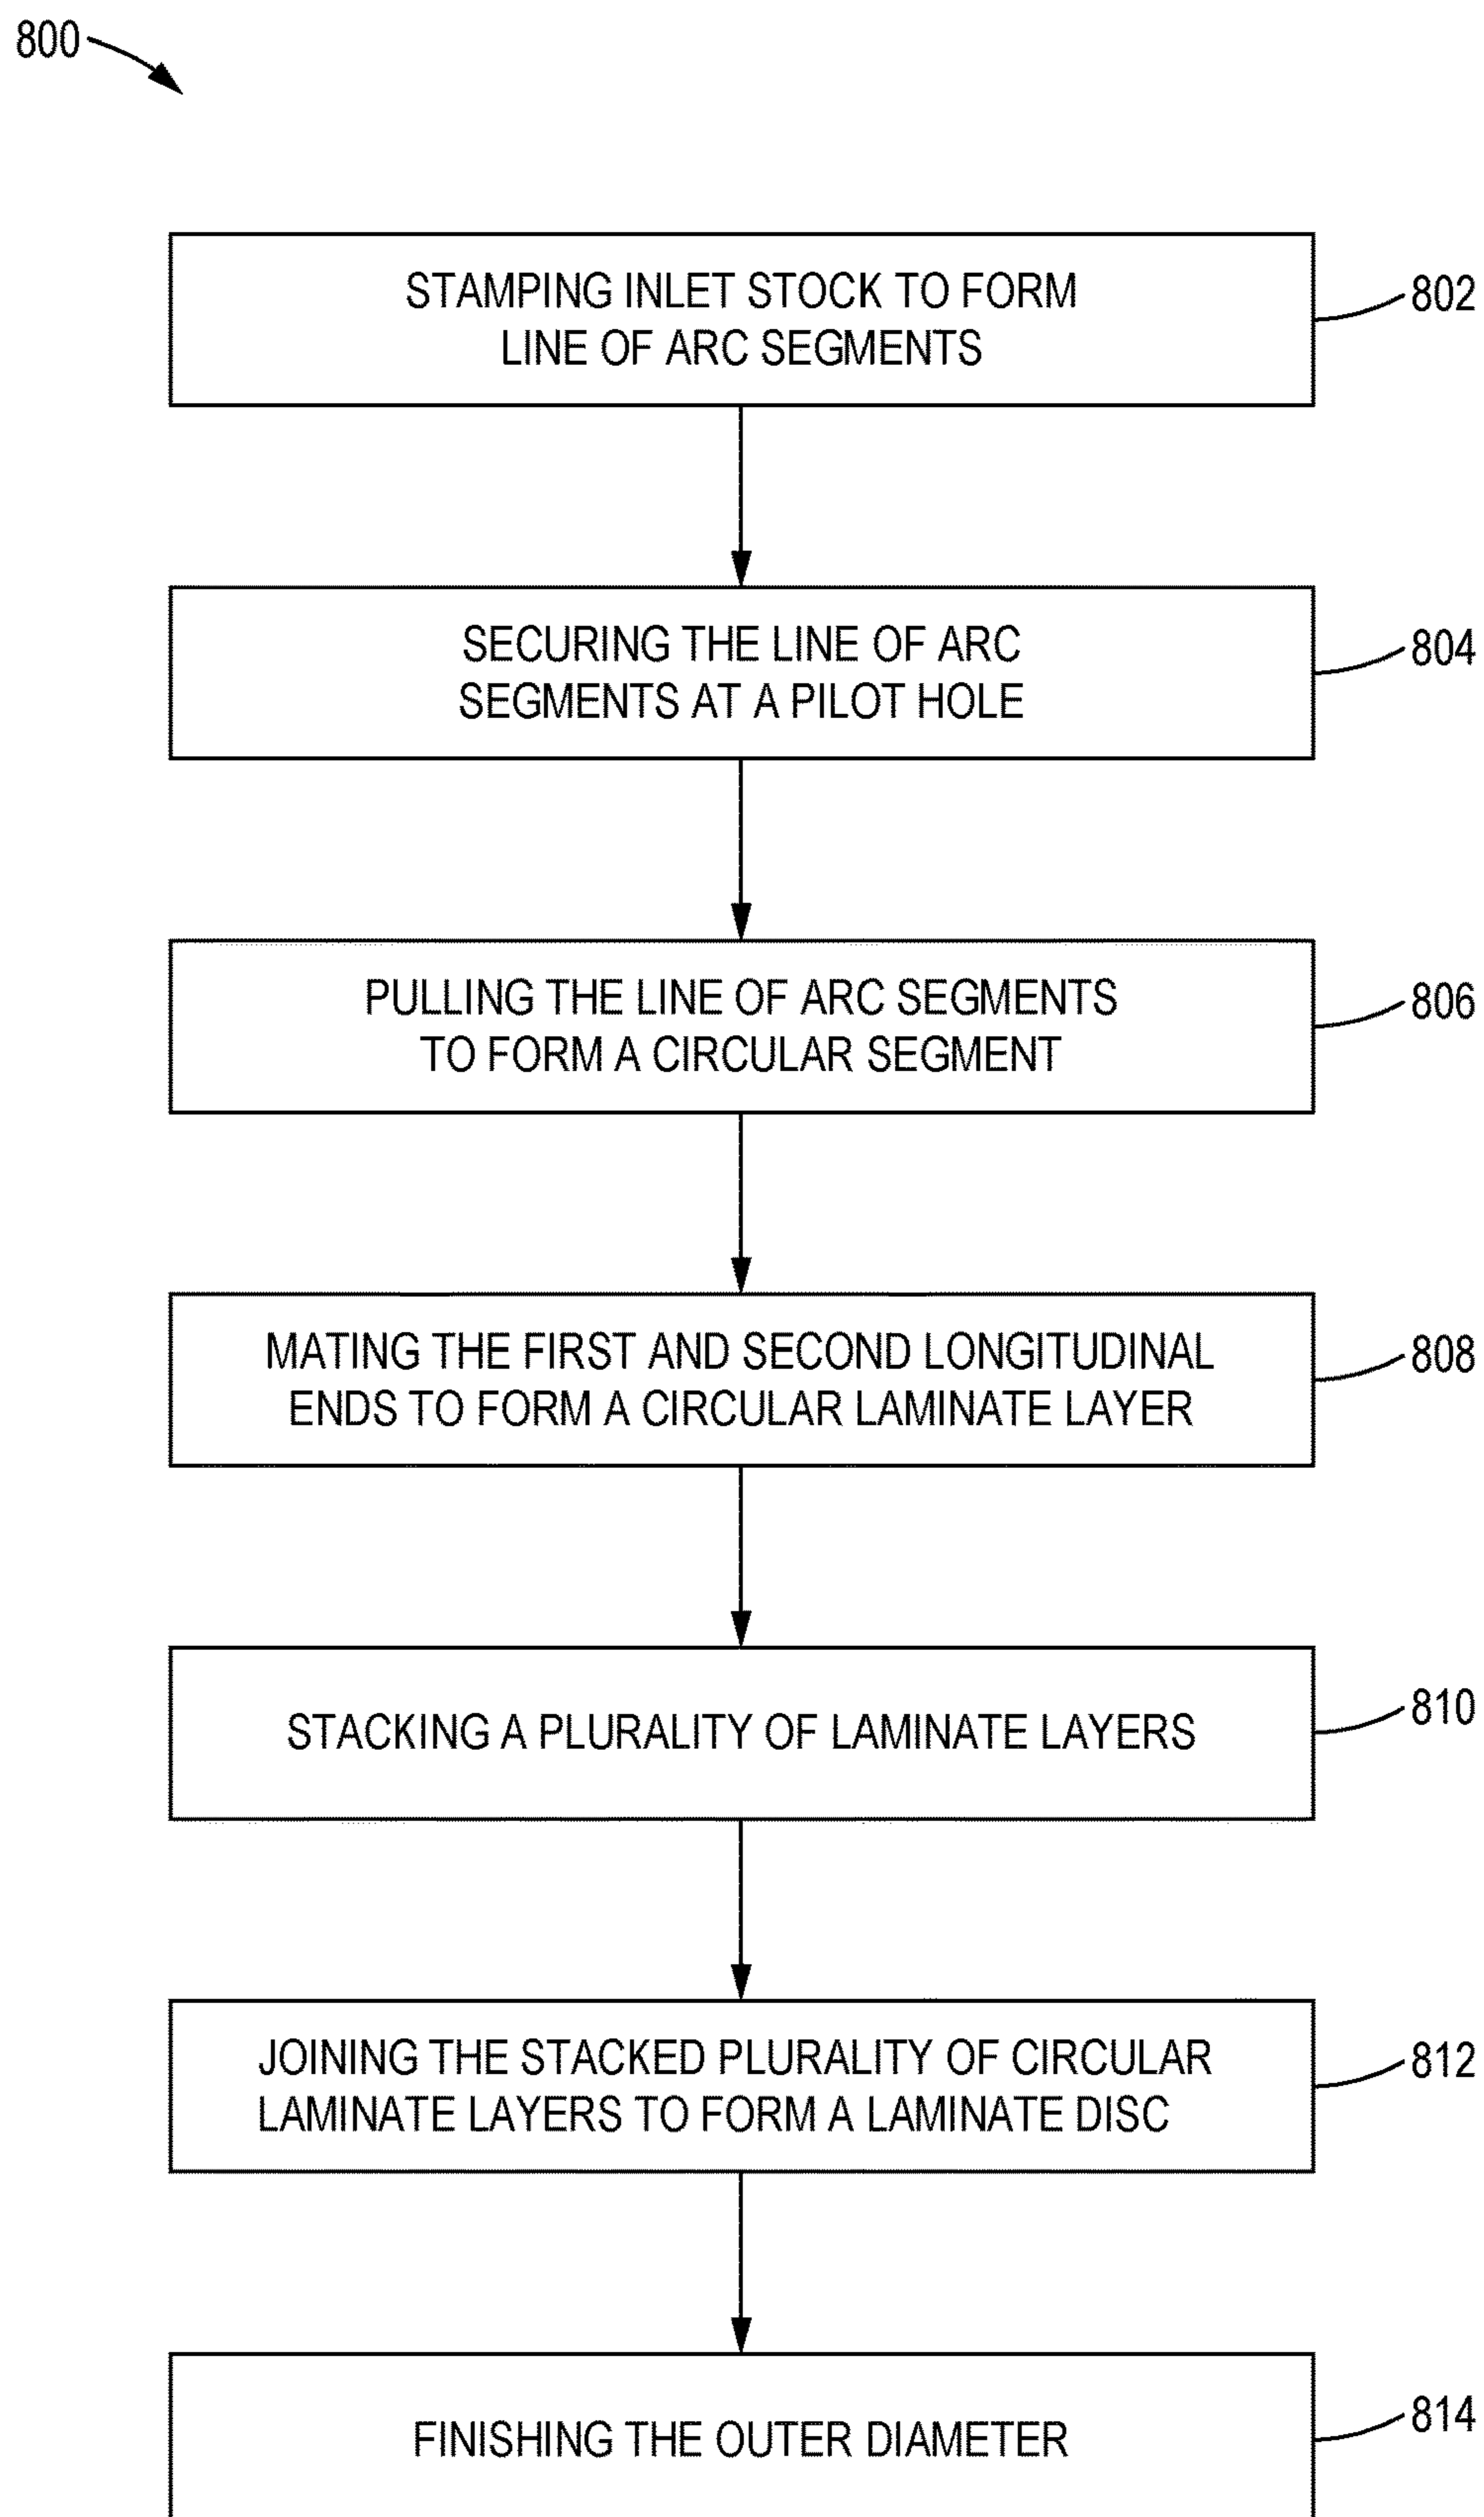 800
STAMPING INLET STOCK TO FORM
LINE OF ARC SEGMENTS
802
SECURING THE LINE OF ARC
SEGMENTS AT A PILOT HOLE
804
PULLING THE LINE OF ARC SEGMENTS
TO FORM A CIRCULAR SEGMENT
806
MATING THE FIRST AND SECOND LONGITUDINAL
ENDS TO FORM A CIRCULAR LAMINATE LAYER
808
STACKING A PLURALITY OF LAMINATE LAYERS
810
JOINING THE STACKED PLURALITY OF CIRCULAR
LAMINATE LAYERS TO FORM A LAMINATE DISC
812
FINISHING THE OUTER DIAMETER
814